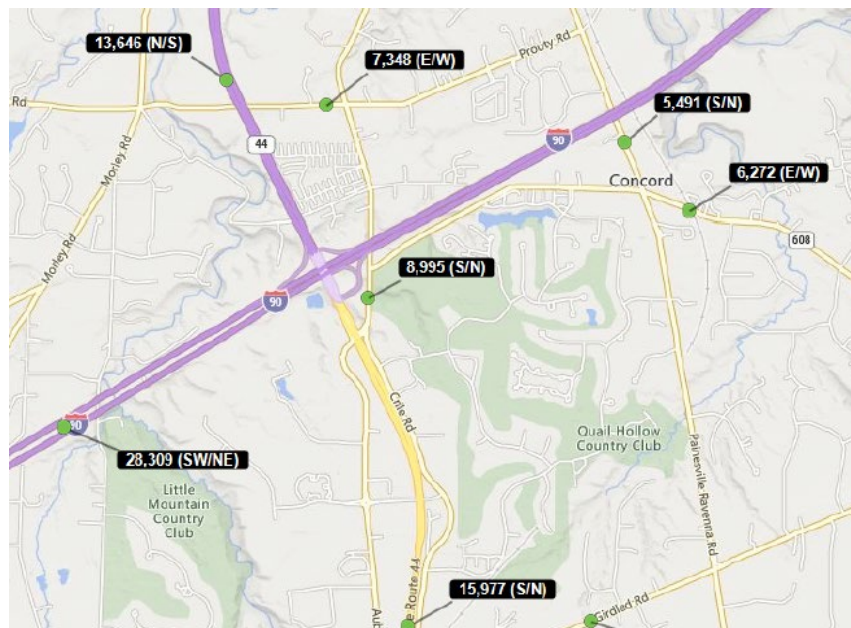 13,646 (N/S)
7,348 (E/W)
Prouty Rd
Rd
5,491 (S/N)
90
44
Morley Rd
Concord
6,272 (E/W)
608
Morley Rd
8,995 (S/N)
90
Crile Rd
90
28,309 (SW/NE)
Quail Hollow
Country Club
Little
Mountain
Country
Club
Painesville Ravenna Rd
15,977 (S/N)
e Route 44
Aub
Girdled Rd